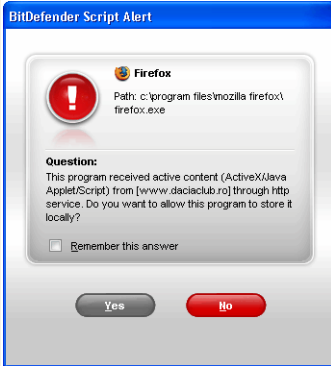 BitDefender Script Alert
Firefox
Path: c:\program files\mozilla firefox\
firefox.exe
Question:
This program received active content (ActiveX/Java
Applet/Script) from [www.daciaclub.ro] through http
service. Do you want to allow this program to store it
locally?
Remember this answer
Yes
No